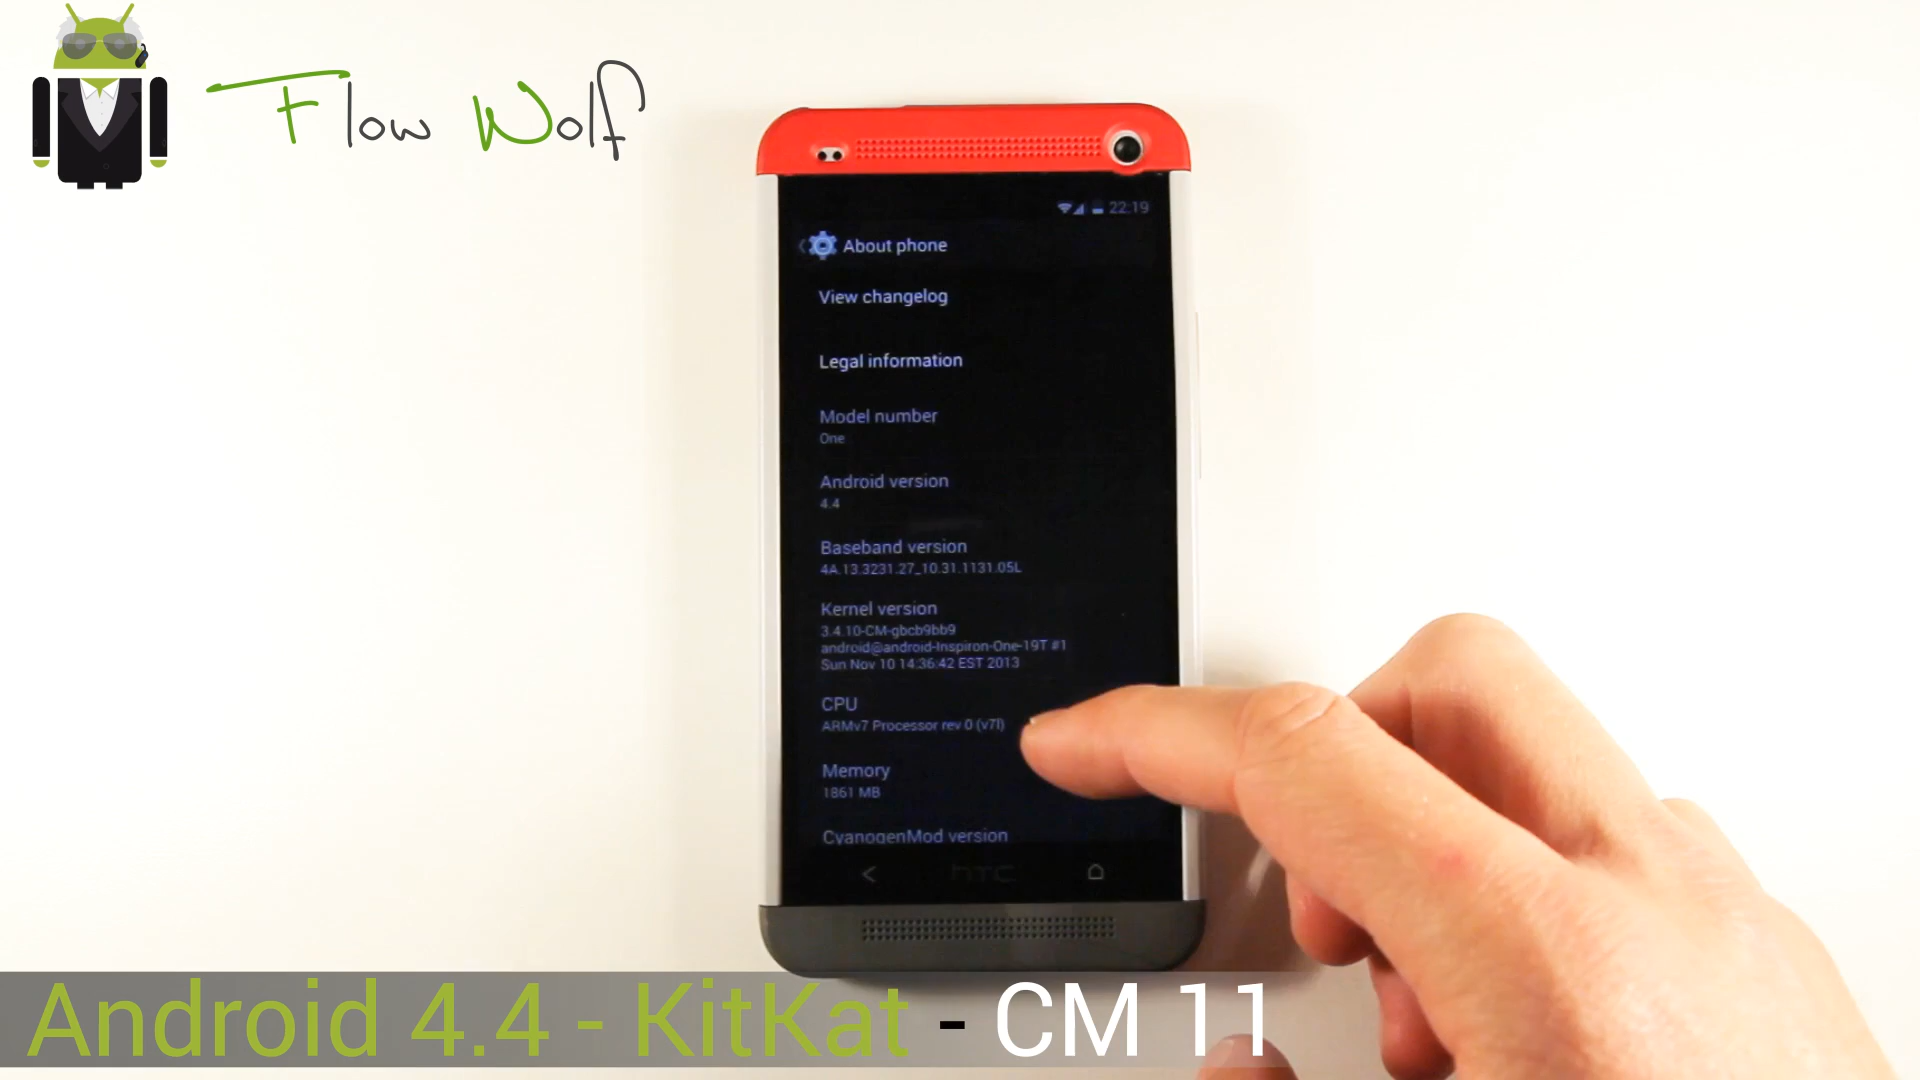 Flow Wolf
22:19
About phone
View changelog
Legal information
Model number
One
Android version
4.4
Baseband version
4A.13.3231.27_10.31.1131.05L
Kernel version
3.4.10-CM-gbcb9bb9
android@android-Inspiron-One-19T #1
Sun Nov 10 14:36:42 EST 2013
CPU
ARMv7 Processor rev 0 (v7l)
Memory
1861 MB
CyanogenMod version
hTC
Android 4.4 - KitKat - CM 11